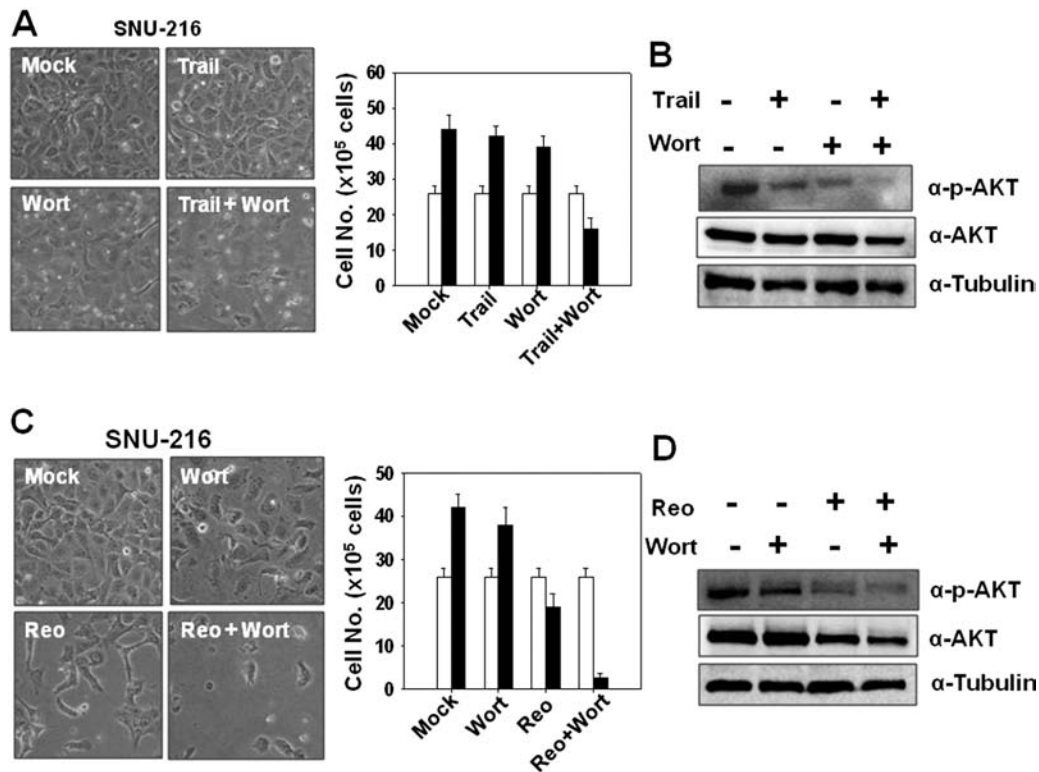 A
SNU-216
Mock
Trail
Wort
Trail + Wort
Cell No. (x10⁵ cells)
60
50
40
30
20
10
0
Mock
Trail
Wort
Trail+Wort
B
Trail - + - +
Wort - - + +
α-p-AKT
α-AKT
α-Tubulin
C
SNU-216
Mock
Wort
Reo
Reo + Wort
Cell No. (x10⁵ cells)
50
40
30
20
10
0
Mock
Wort
Reo
Reo+Wort
D
Reo - - + +
Wort - + - +
α-p-AKT
α-AKT
α-Tubulin